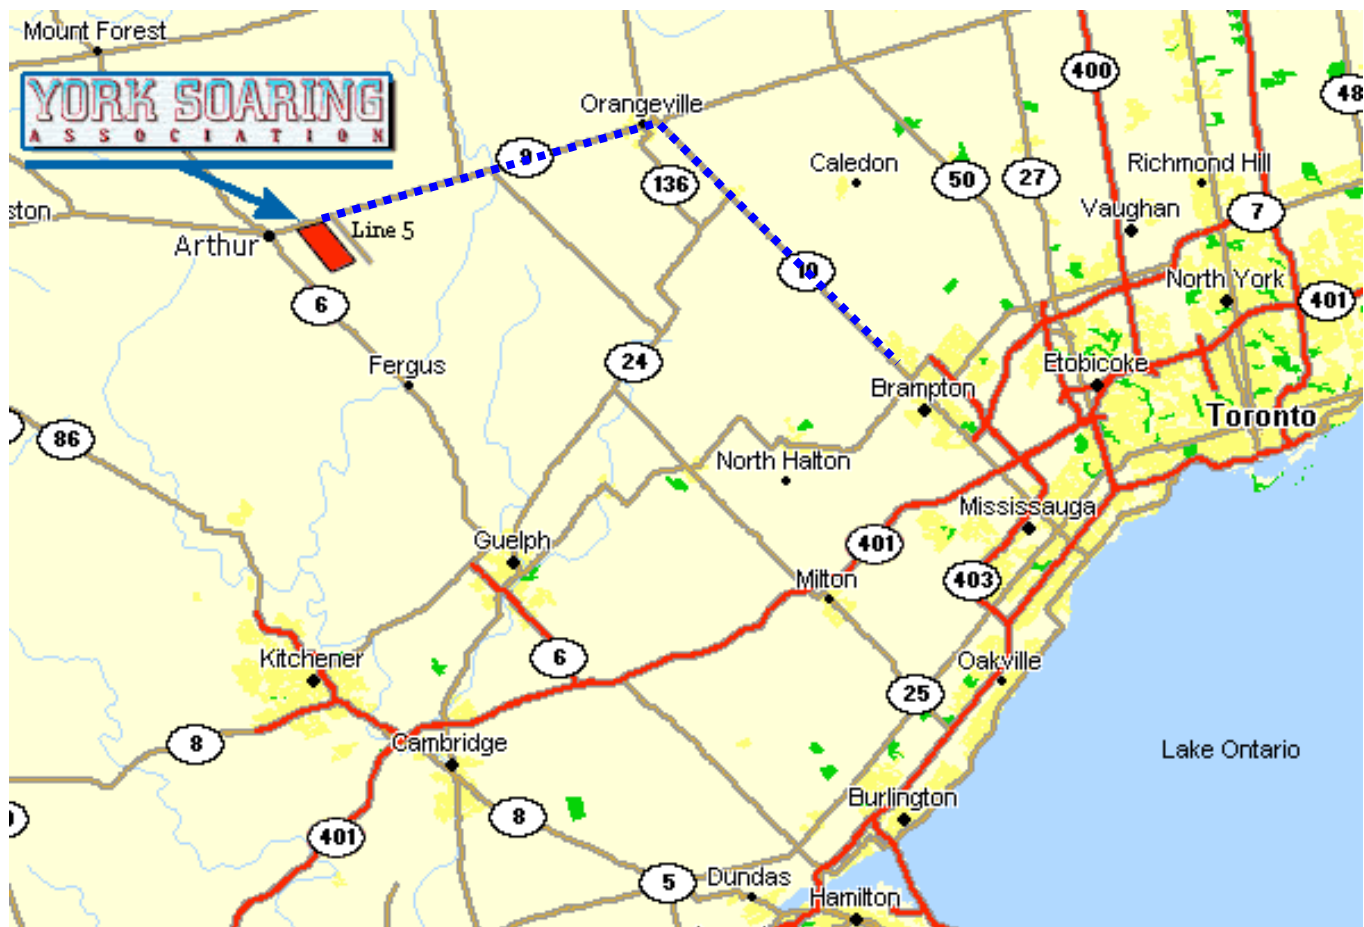 Mount Forest
YORK SOARING
ASSOCIATION
Orangeville
400
48
9
136
Caledon
50
27
Richmond Hill
Vaughan
7
ston
Arthur
Line 5
10
North York
401
6
24
Fergus
Etobicoke
Brampton
Toronto
86
North Halton
Mississauga
Guelph
401
403
Milton
Kitchener
6
Oakville
25
8
Cambridge
Lake Ontario
Burlington
8
401
5
Dundas
Hamilton